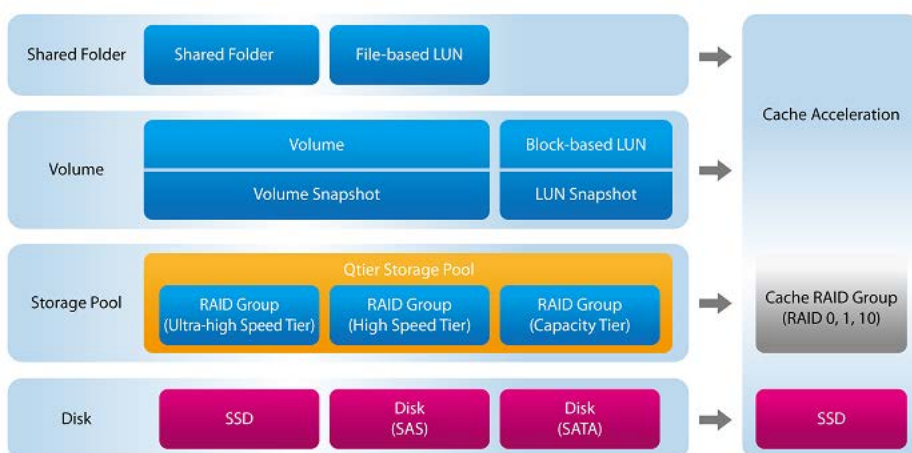 Shared Folder
Shared Folder
File-based LUN
Cache Acceleration
Volume
Volume
Block-based LUN
Volume Snapshot
LUN Snapshot
Storage Pool
Qtier Storage Pool
RAID Group
(Ultra-high Speed Tier)
RAID Group
(High Speed Tier)
RAID Group
(Capacity Tier)
Cache RAID Group
(RAID 0, 1, 10)
Disk
SSD
Disk
(SAS)
Disk
(SATA)
SSD